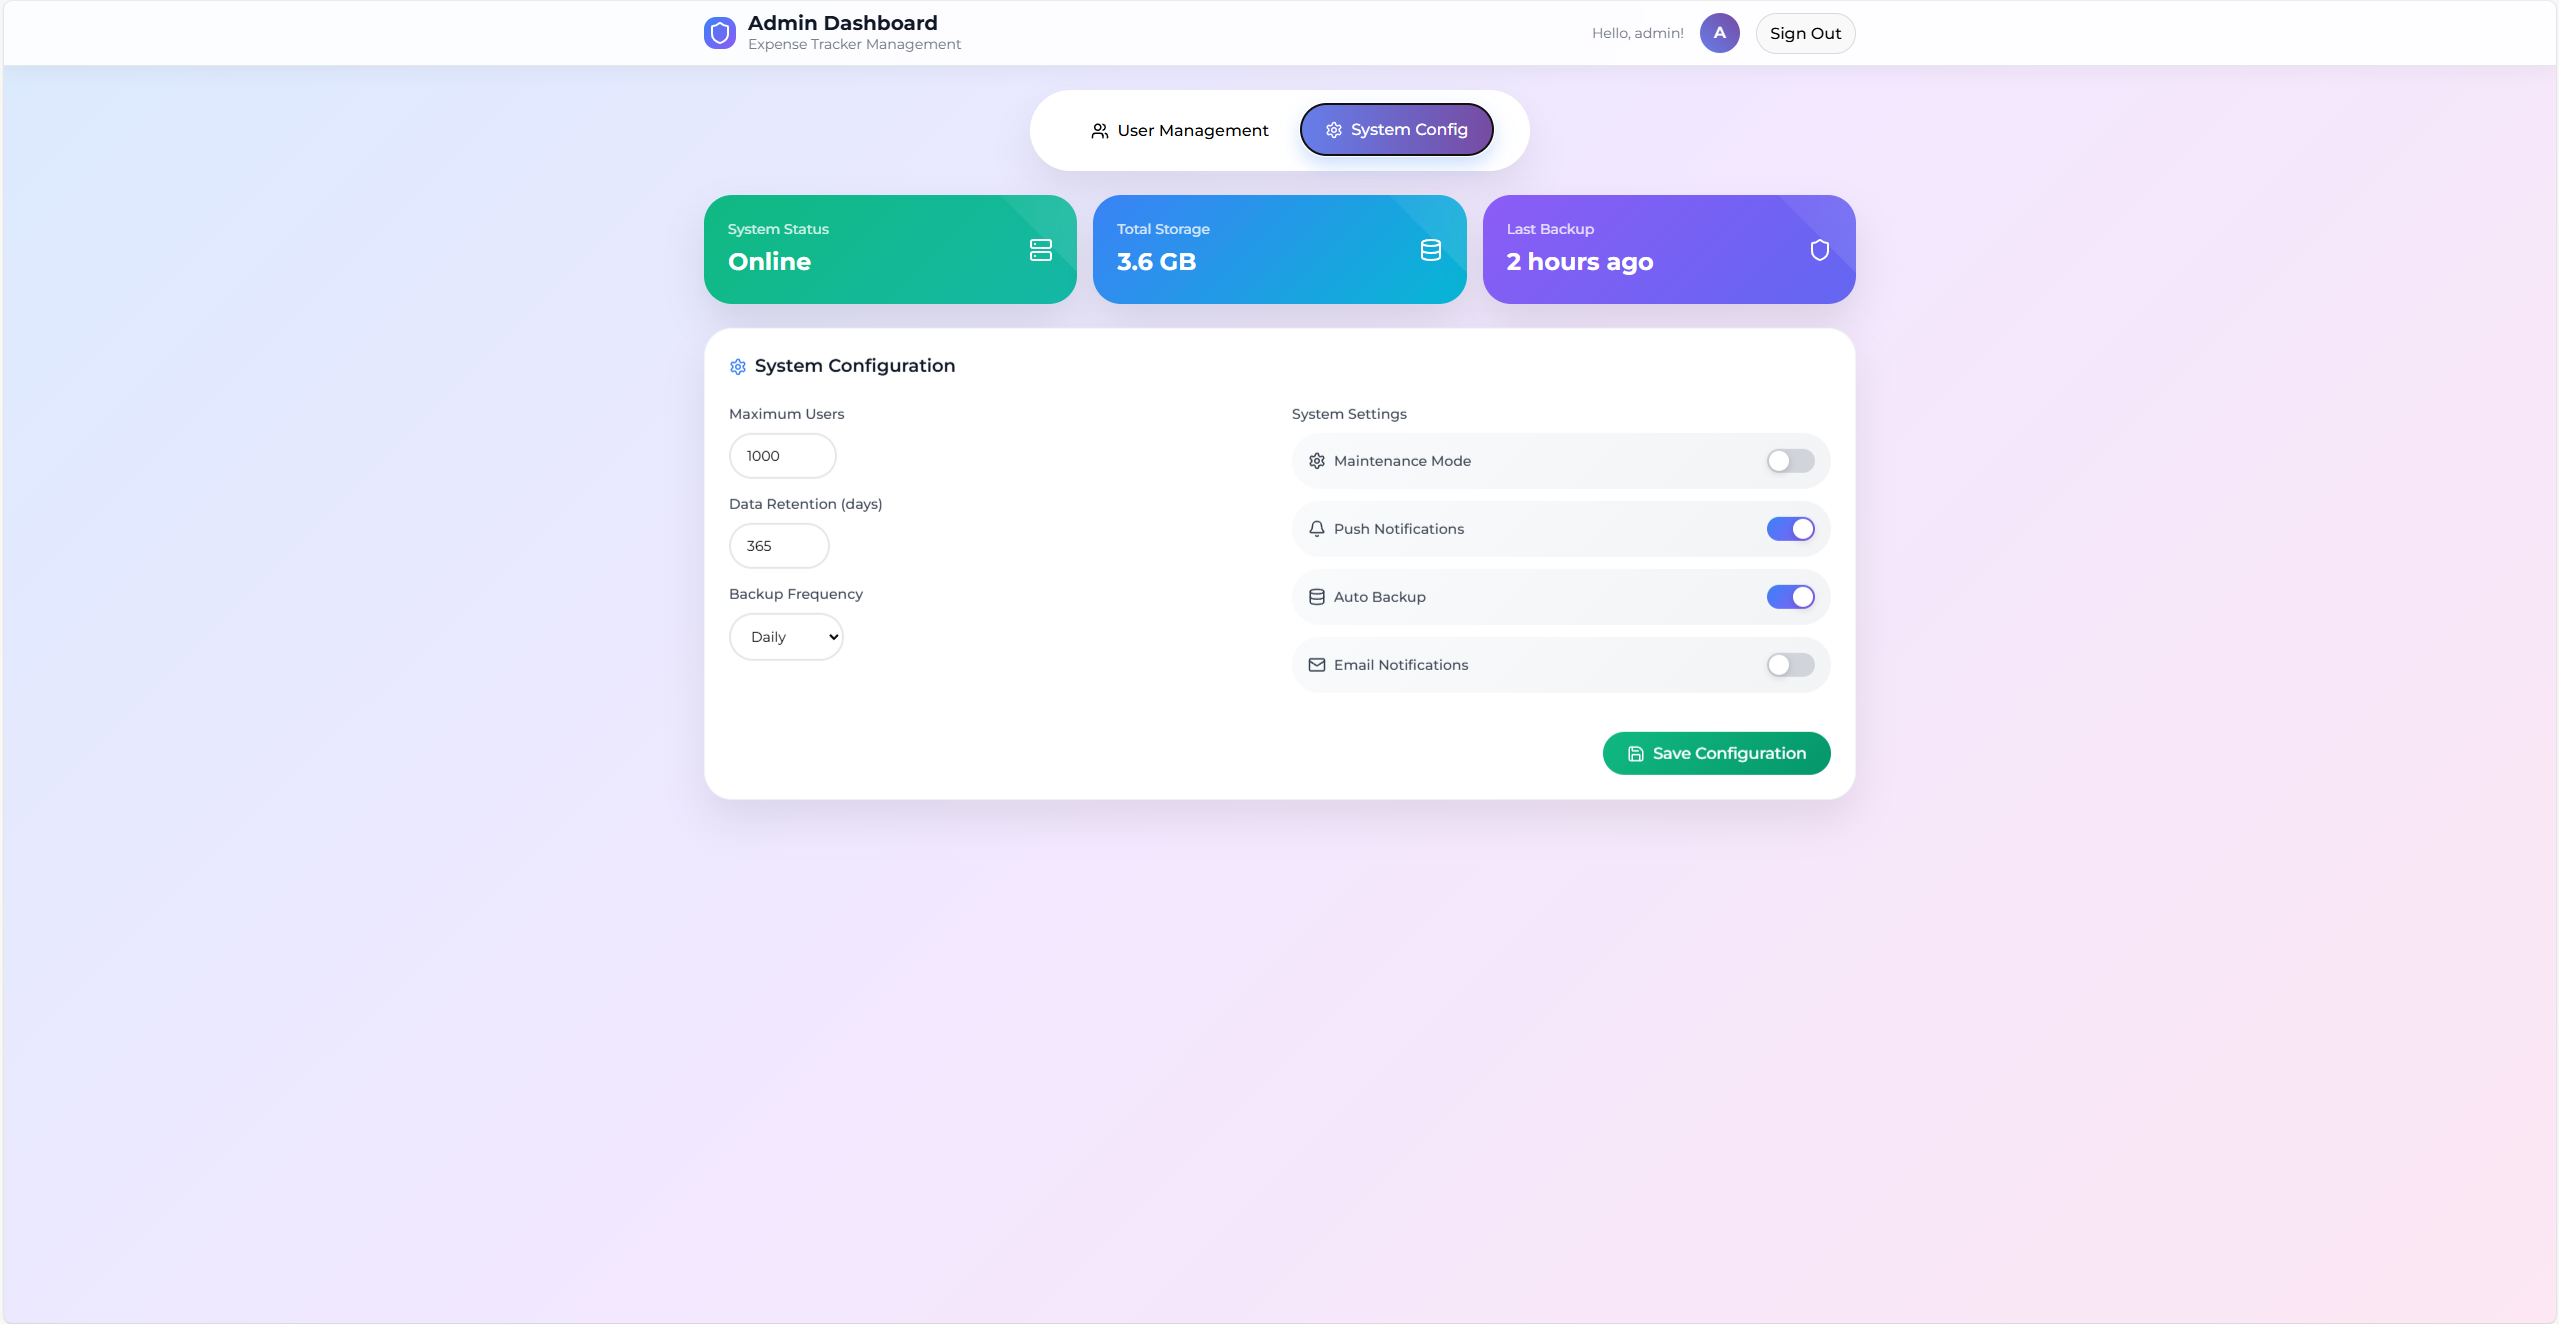 Admin Dashboard
Expense Tracker Management
Hello, admin!
A
Sign Out
User Management
System Config
System Status
Online
Total Storage
3.6 GB
Last Backup
2 hours ago
System Configuration
Maximum Users
1000
Data Retention (days)
365
Backup Frequency
Daily
System Settings
Maintenance Mode
Push Notifications
Auto Backup
Email Notifications
Save Configuration